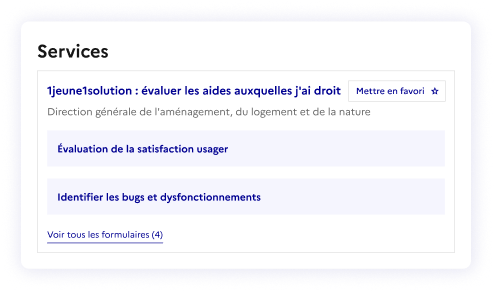 Services
1jeune1solution : évaluer les aides auxquelles j'ai droit
Mettre en favori
Direction générale de l'aménagement, du logement et de la nature
Évaluation de la satisfaction usager
Identifier les bugs et dysfonctionnements
Voir tous les formulaires (4)